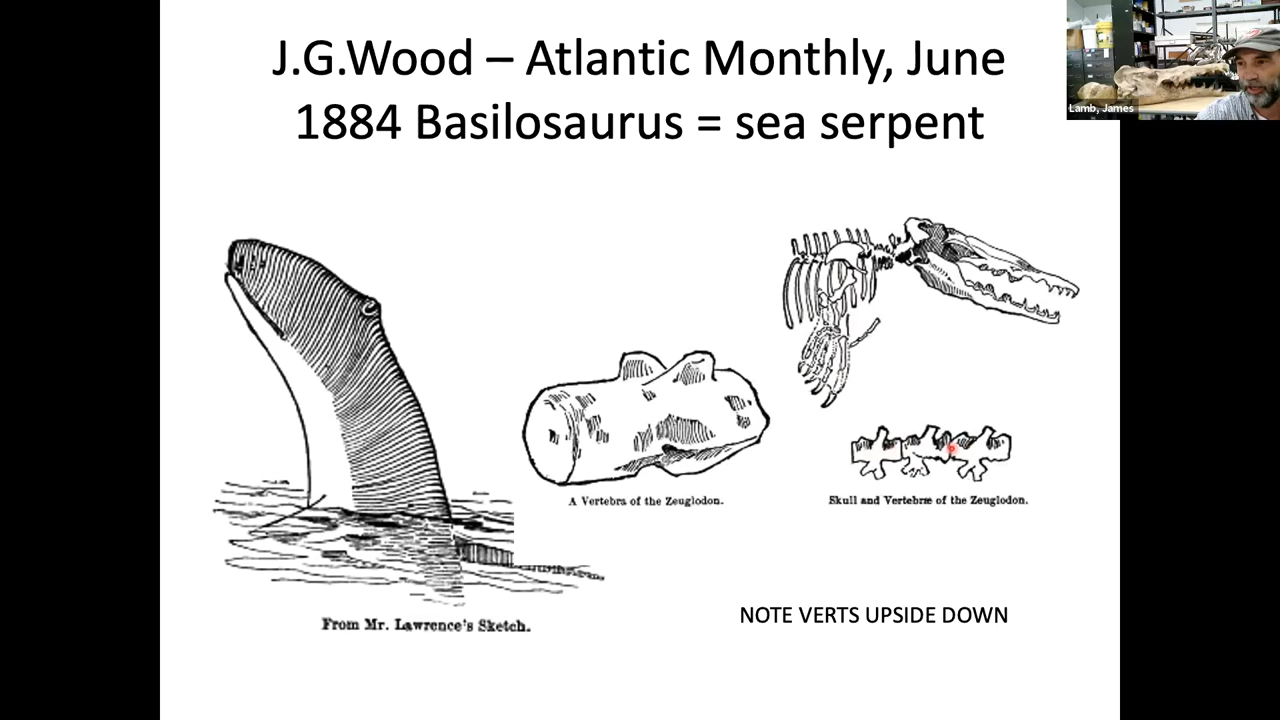 J.G.Wood – Atlantic Monthly, June
1884 Basilosaurus = sea serpent
Lamb, James
A Vertebra of the Zeuglodon.
Skull and Vertebræ of the Zeuglodon.
NOTE VERTS UPSIDE DOWN
From Mr. Lawrence's Sketch.